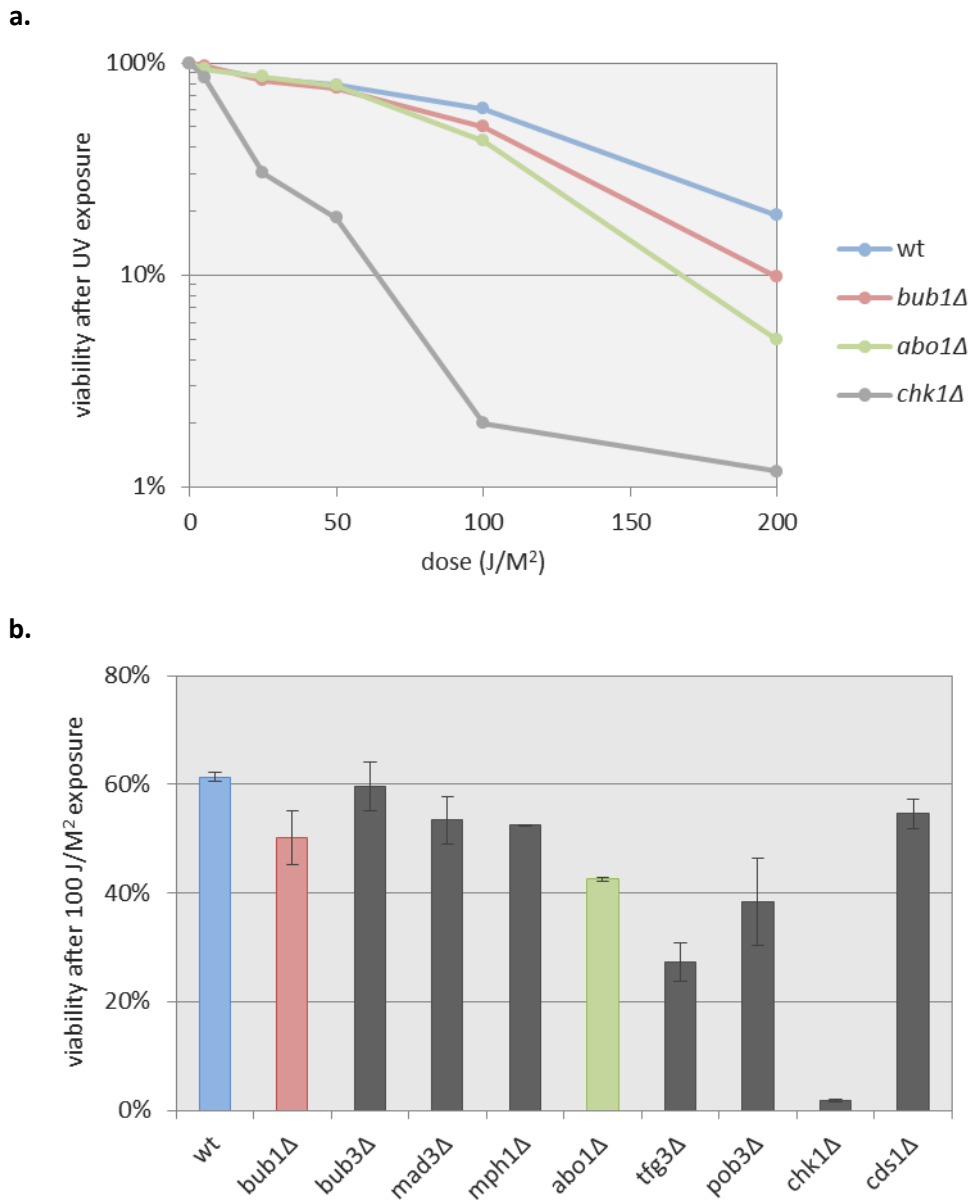 a.
100%
10%
1%
viability after UV exposure
0 50 100 150 200
dose (J/M²)
wt
bub1Δ
abo1Δ
chk1Δ
b.
80%
60%
40%
20%
0%
viability after 100 J/M² exposure
wt bub1Δ bub3Δ mad3Δ mph1Δ abo1Δ tfg3Δ pob3Δ chk1Δ cds1Δ